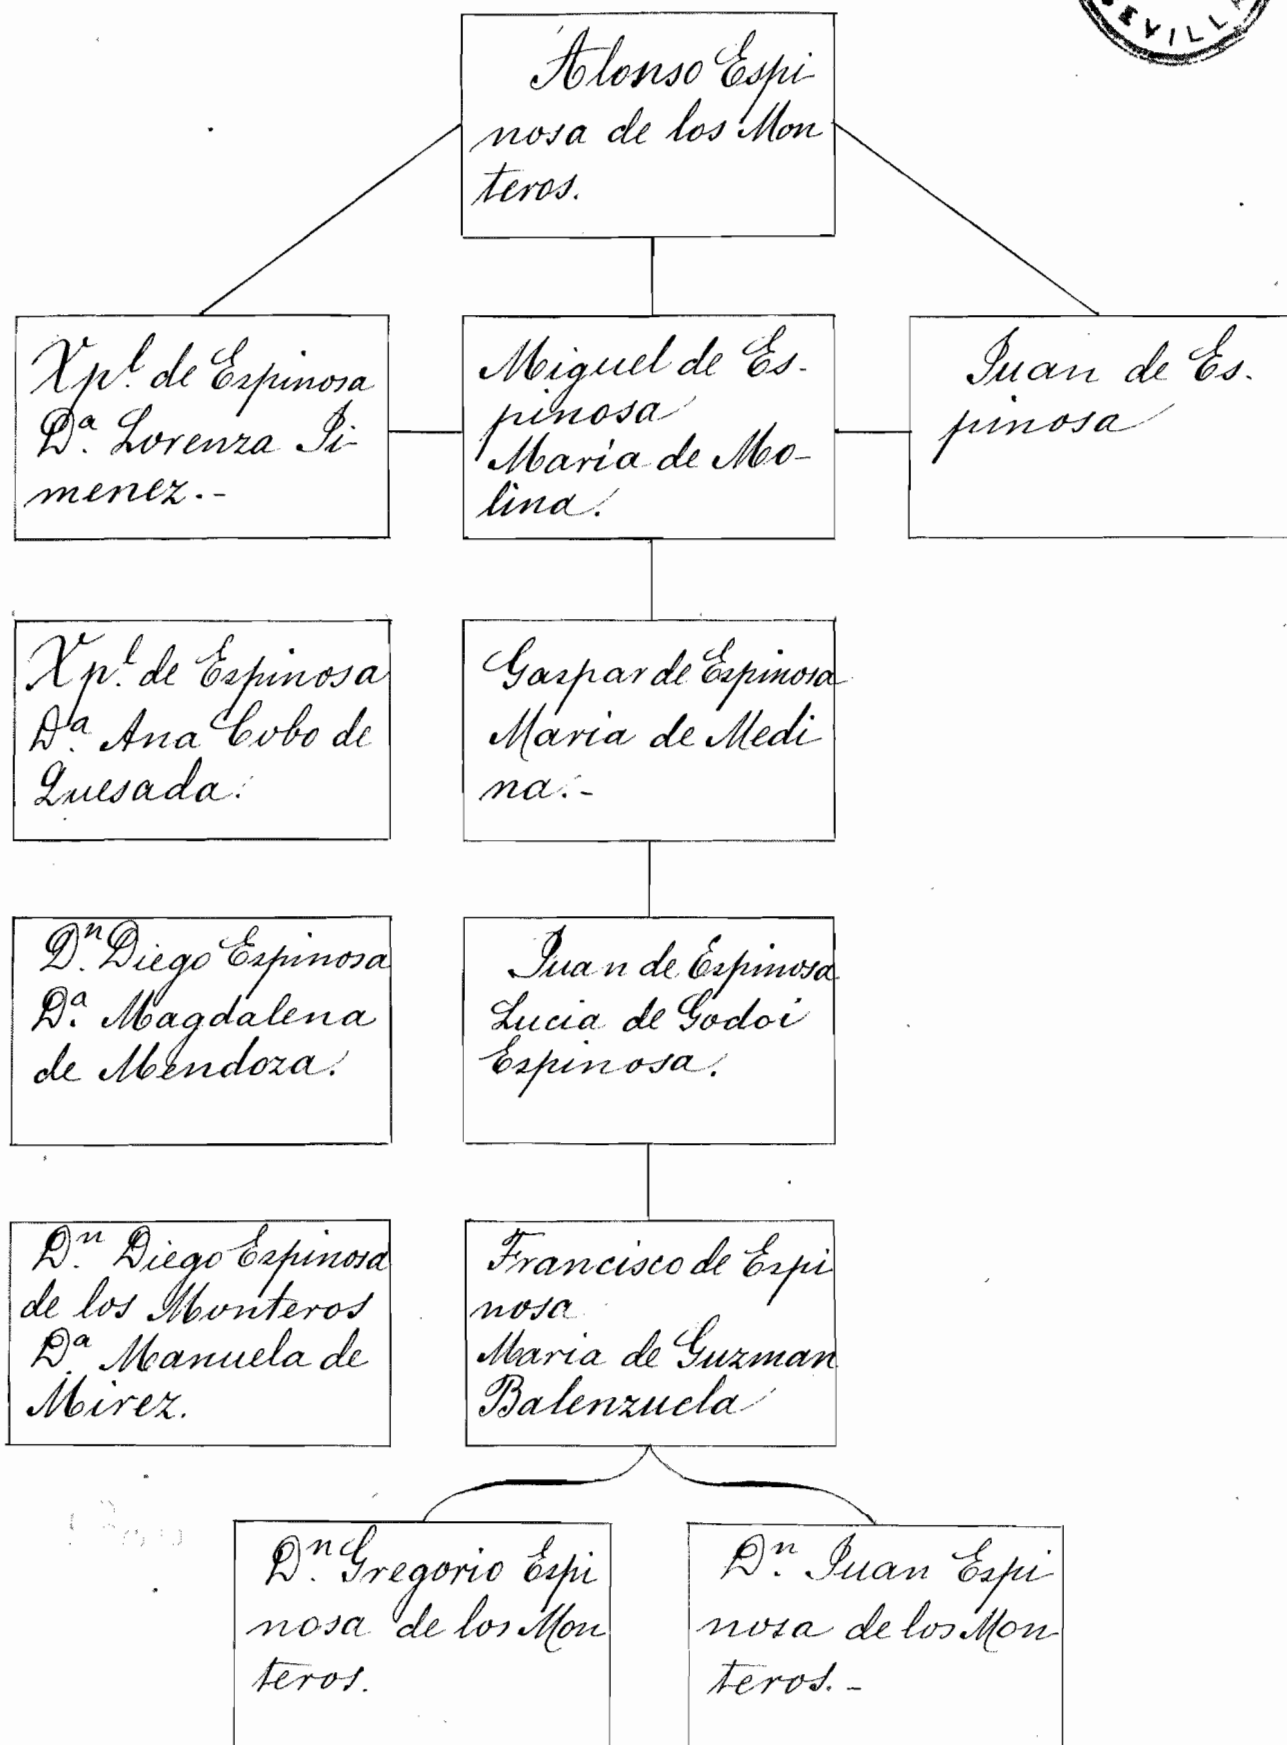 SEVILLA
Alonso Espi
nosa de los Mon
teros.
Xpl. de Espinosa
Dª. Lorenza Ji-
menez.-
Miguel de Es-
pinosa
María de Mo-
lina.
Juan de Es-
pinosa
Xpl. de Espinosa
Dª. Ana Cobo de
Quesada.
Gaspar de Espinosa
Maria de Medi
na.-
Dn. Diego Espinosa
Dª. Magdalena
de Mendoza.
Juan de Espinosa
Lucia de Godoi
Espinosa.
Dn. Diego Espinosa
de los Monteros
Dª Manuela de
Mirez.
Francisco de Espi
nosa
Maria de Guzman
Balenzuela
Dn. Gregorio Espi
nosa de los Mon
teros.
Dn. Juan Espi
nosa de los Mon
teros.-